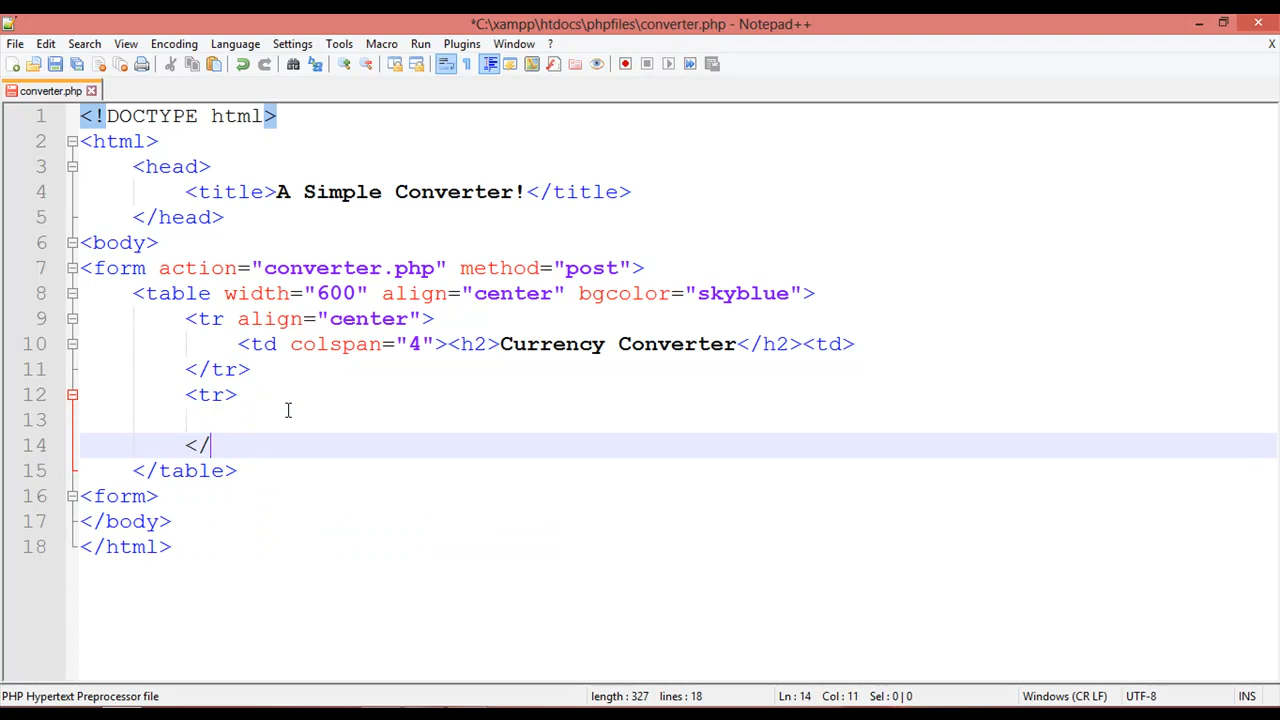 *C:\xampp\htdocs\phpfiles\converter.php - Notepad++
File Edit Search View Encoding Language Settings Tools Macro Run Plugins Window ? X
converter.php
1 <!DOCTYPE html>
2 <html>
3 <head>
4 <title>A Simple Converter!</title>
5 </head>
6 <body>
7 <form action="converter.php" method="post">
8 <table width="600" align="center" bgcolor="skyblue">
9 <tr align="center">
10 <td colspan="4"><h2>Currency Converter</h2><td>
11 </tr>
12 <tr>
13
14 </
15 </table>
16 <form>
17 </body>
18 </html>
PHP Hypertext Preprocessor file length : 327 lines : 18 Ln : 14 Col : 11 Sel : 0 | 0 Windows (CR LF) UTF-8 INS